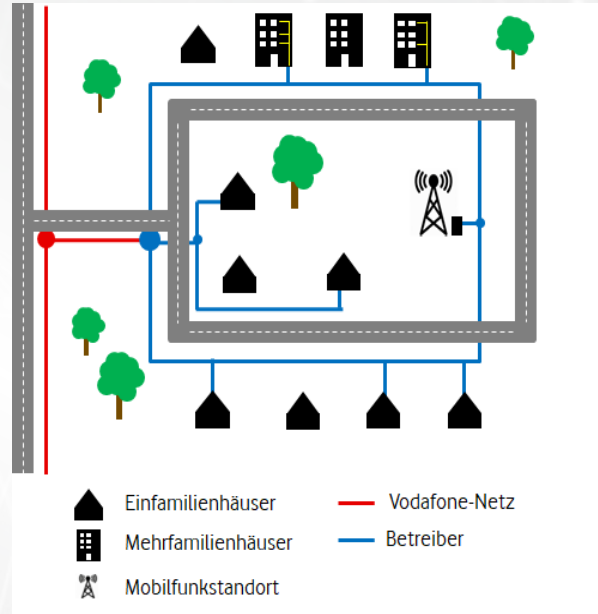 Einfamilienhäuser
Vodafone-Netz
Mehrfamilienhäuser
Betreiber
Mobilfunkstandort